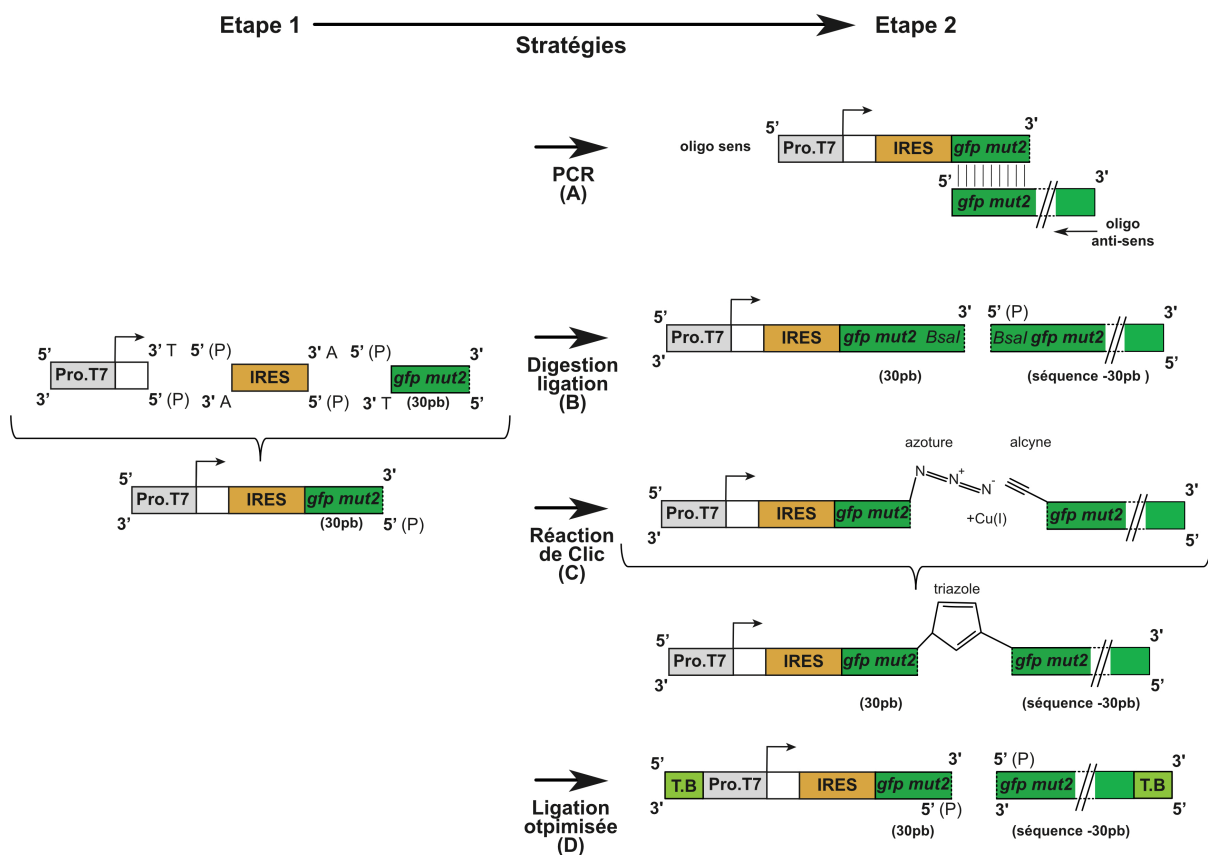 Etape 1
Stratégies
Etape 2
PCR
(A)
oligo sens
5’
3'
Pro.T7
IRES
gfp mut2
5’
3’
gfp mut2
oligo
anti-sens
5’
3’ T
5’ (P)
3’ A
5’ (P)
3'
Pro.T7
IRES
gfp mut2
(30pb)
3’
5’ (P)
3’ A
5’ (P)
3’ T
5’
5’
3'
Pro.T7
IRES
gfp mut2
(30pb)
3’
5’ (P)
Digestion
ligation
(B)
5’
3’
5’ (P)
3'
Pro.T7
IRES
gfp mut2 BsaI
BsaI gfp mut2
3’
5’
(30pb)
(séquence -30pb )
Réaction
de Clic
(C)
azoture
alcyne
N
N+
N-
+Cu(I)
5’
3'
Pro.T7
IRES
gfp mut2
gfp mut2
3’
5’
triazole
5’
3'
Pro.T7
IRES
gfp mut2
gfp mut2
3'
5’
(30pb)
(séquence -30pb)
Ligation
otpimisée
(D)
5’
3'
5’ (P)
3'
T.B
Pro.T7
IRES
gfp mut2
gfp mut2
T.B
3’
5’ (P)
3’
5’
(30pb)
(séquence -30pb)